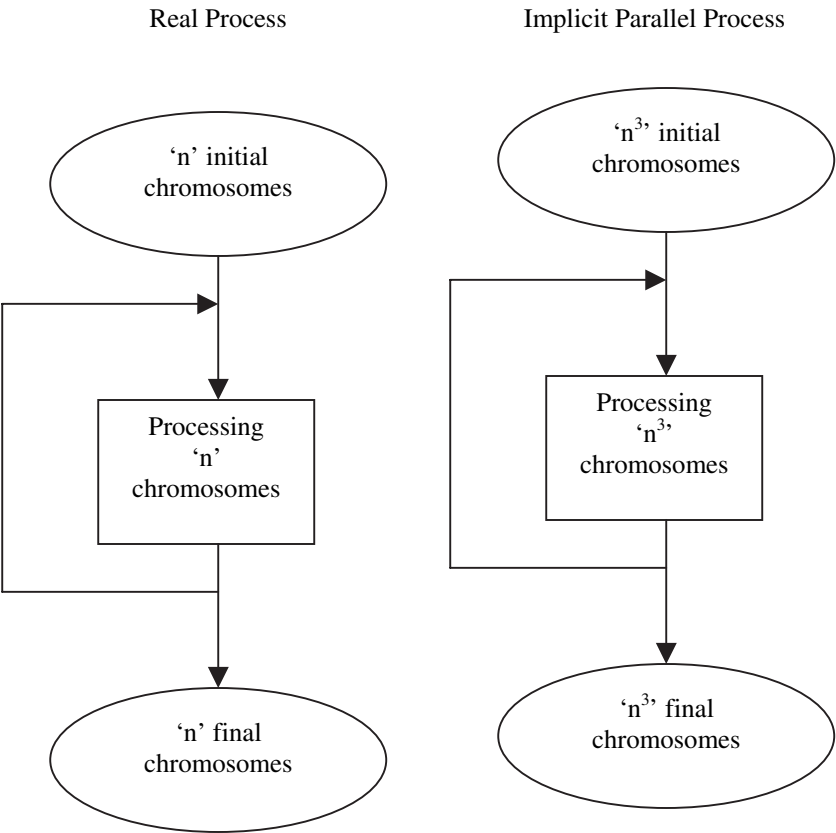 Real Process
‘n’ initial
chromosomes
Processing
‘n’
chromosomes
‘n’ final
chromosomes
Implicit Parallel Process
‘n³’ initial
chromosomes
Processing
‘n³’
chromosomes
‘n³’ final
chromosomes